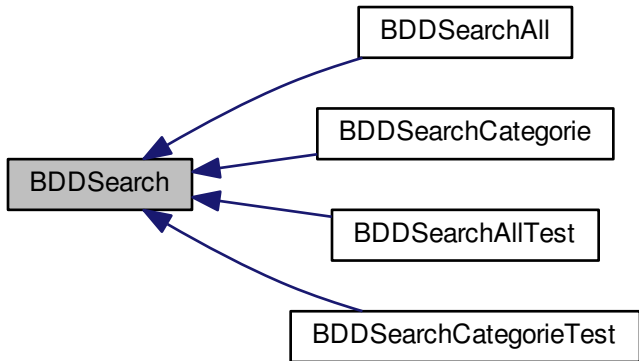 BDDSearchAll
BDDSearchCategorie
BDDSearch
BDDSearchAllTest
BDDSearchCategorieTest